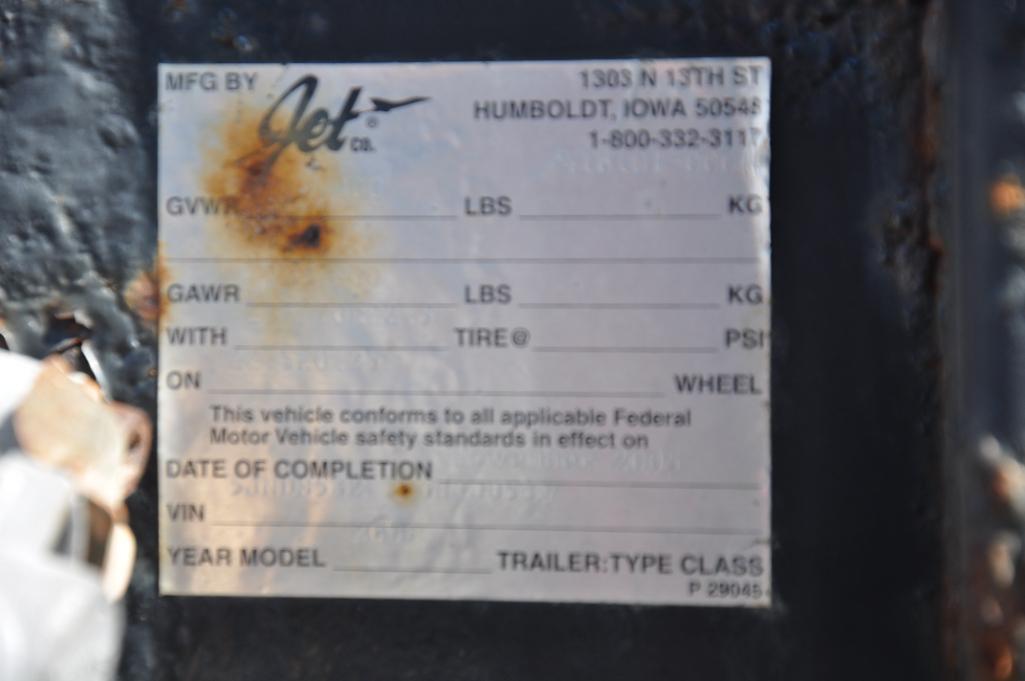 MFG BY Jet ® CO. 1303 N 13TH ST
HUMBOLDT, IOWA 50548
1-800-332-3117
GVWR LBS KG
GAWR LBS KG
WITH TIRE@ PSI
ON WHEEL
This vehicle conforms to all applicable Federal
Motor Vehicle safety standards in effect on
DATE OF COMPLETION
VIN
YEAR MODEL TRAILER:TYPE CLASS
P 29045